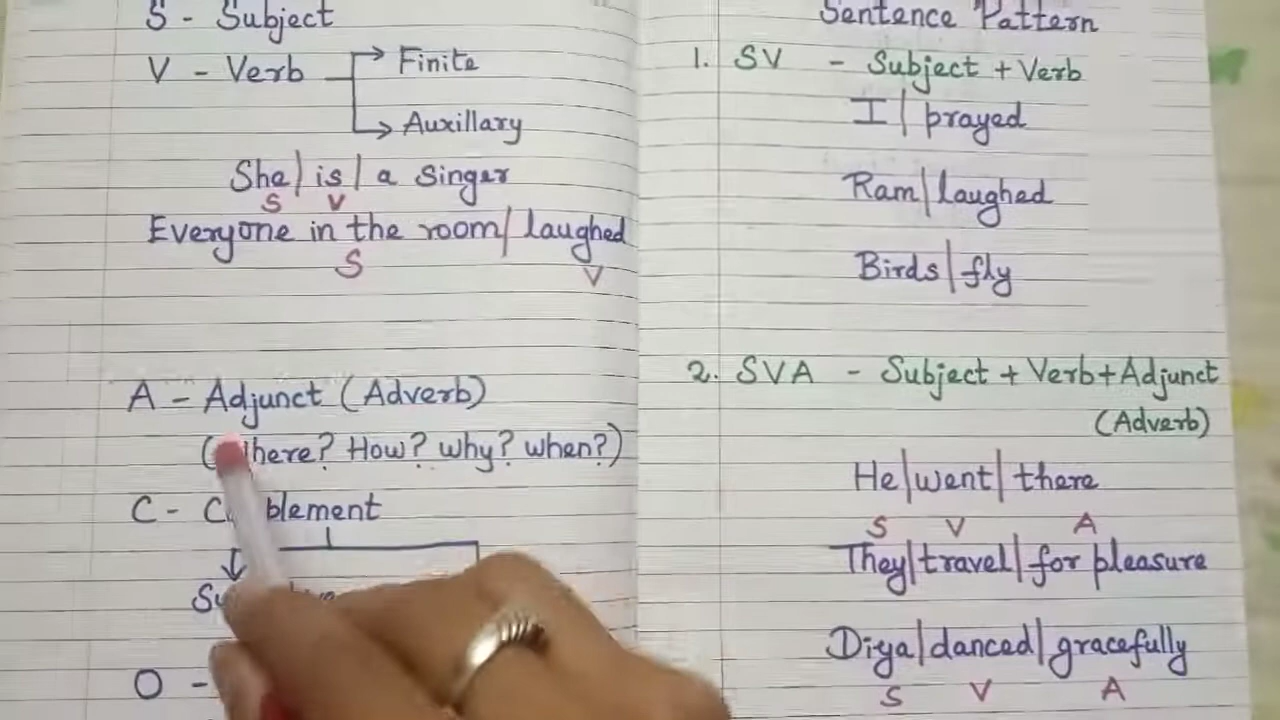 S - Subject
V - Verb
Finite
Auxillary
She| is| a singer
S V
Everyone in the room| laughed
S V
A - Adjunct (Adverb)
here? How? why? when?)
C - C blement
O -
Sentence Pattern
1. SV - Subject + Verb
I| prayed
Ram| laughed
Birds| fly
2. SVA - Subject + Verb+Adjunct
(Adverb)
He|went| there
S V A
They|travel| for pleasure
Diya|danced| gracefully
S V A